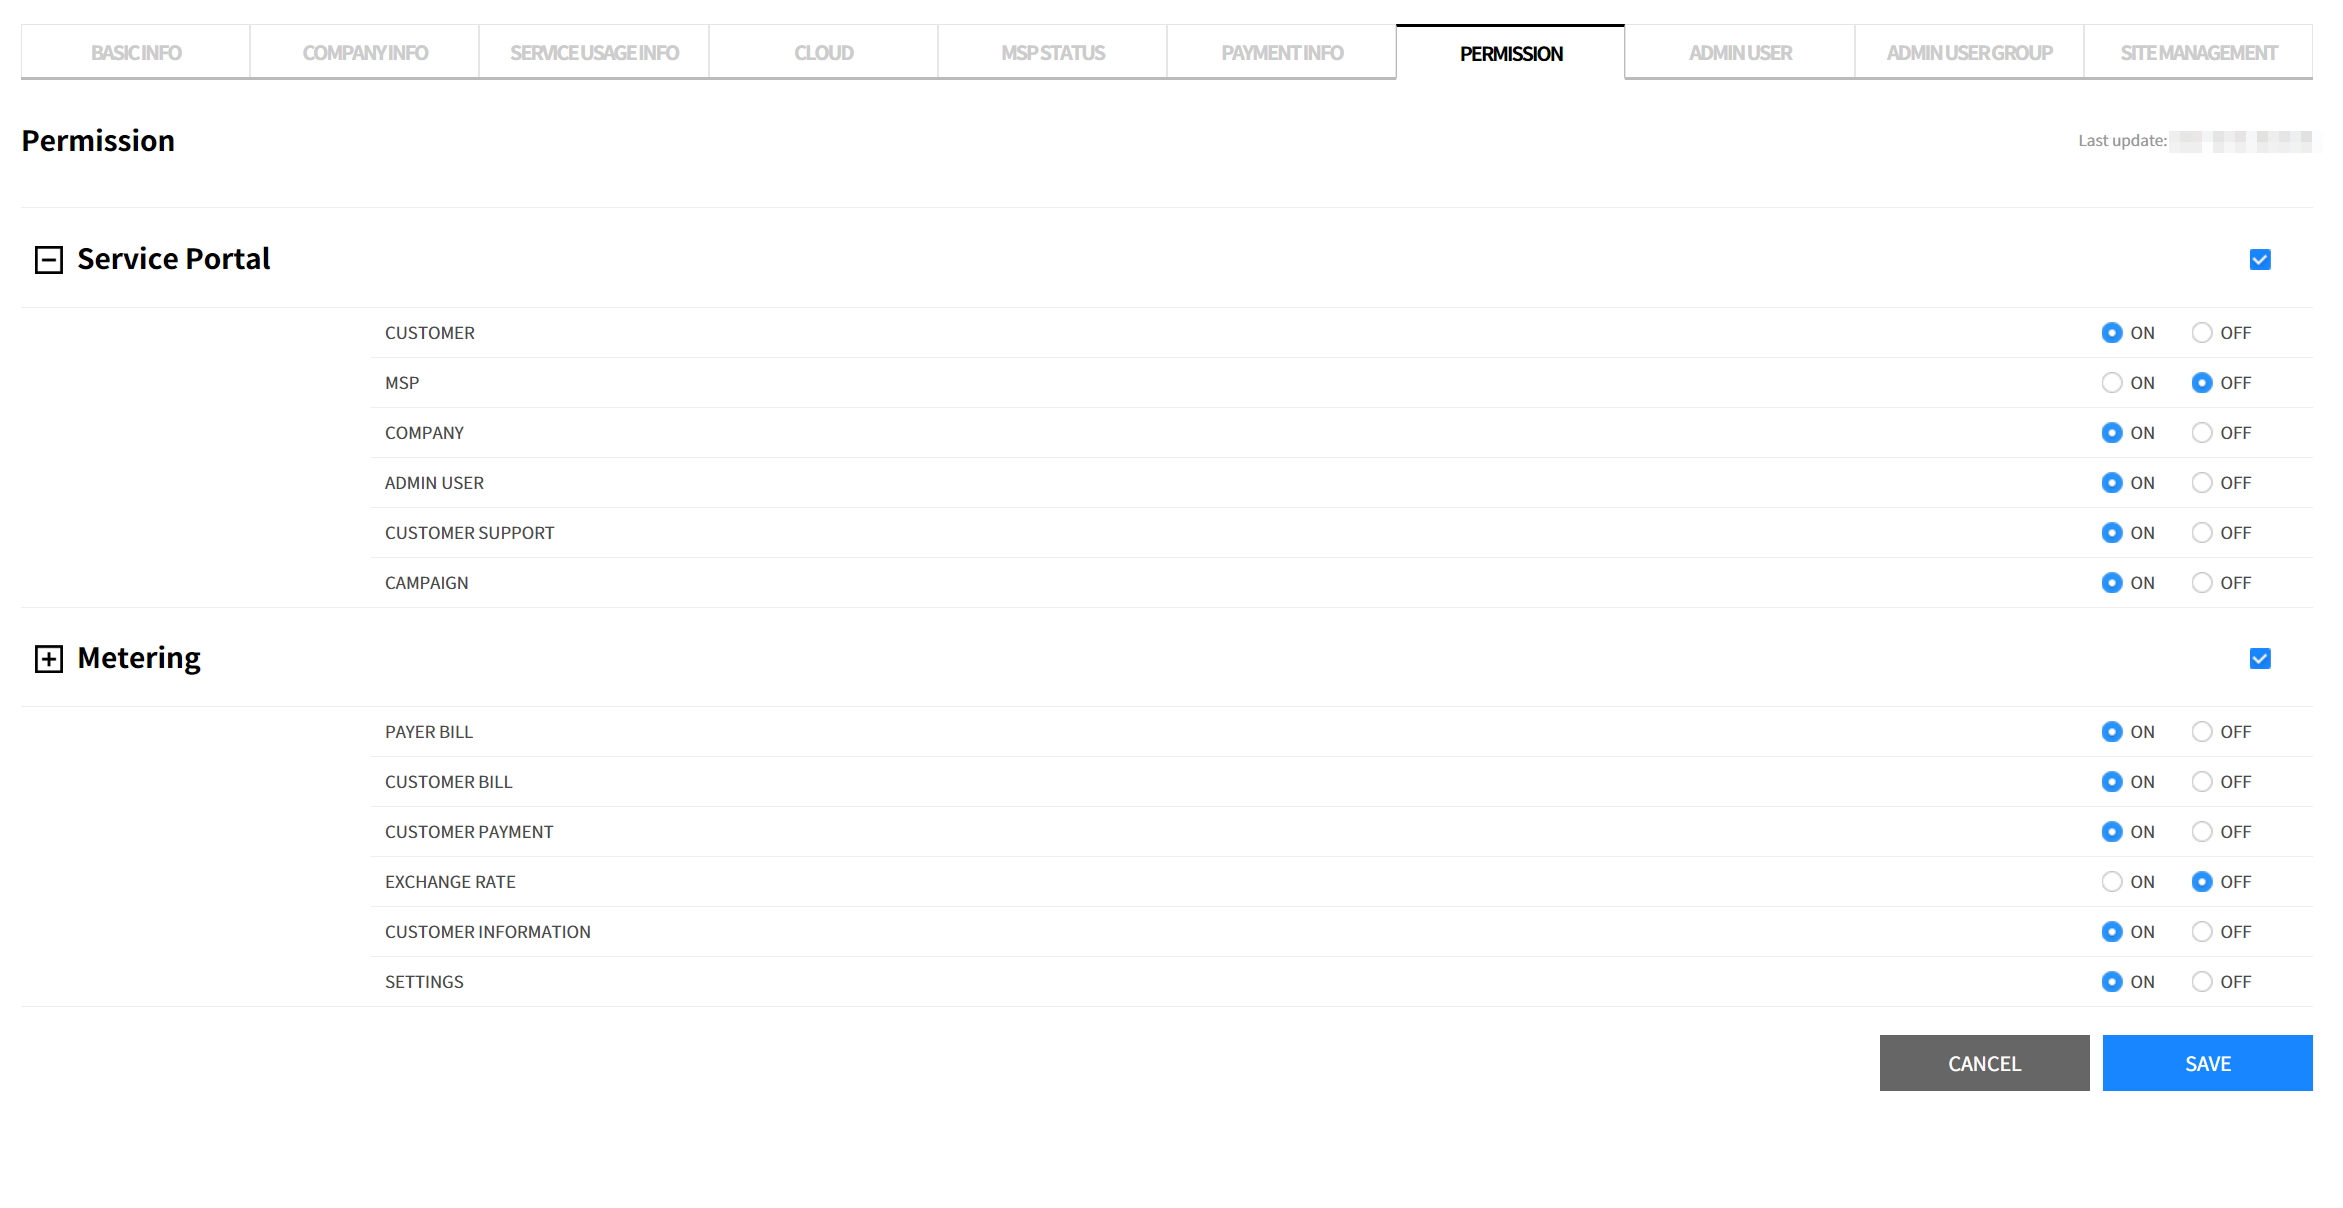 BASIC INFO COMPANY INFO SERVICE USAGE INFO CLOUD MSP STATUS PAYMENT INFO PERMISSION ADMIN USER ADMIN USER GROUP SITE MANAGEMENT
Permission Last update:
Service Portal
CUSTOMER ON OFF
MSP ON OFF
COMPANY ON OFF
ADMIN USER ON OFF
CUSTOMER SUPPORT ON OFF
CAMPAIGN ON OFF
Metering
PAYER BILL ON OFF
CUSTOMER BILL ON OFF
CUSTOMER PAYMENT ON OFF
EXCHANGE RATE ON OFF
CUSTOMER INFORMATION ON OFF
SETTINGS ON OFF
CANCEL SAVE